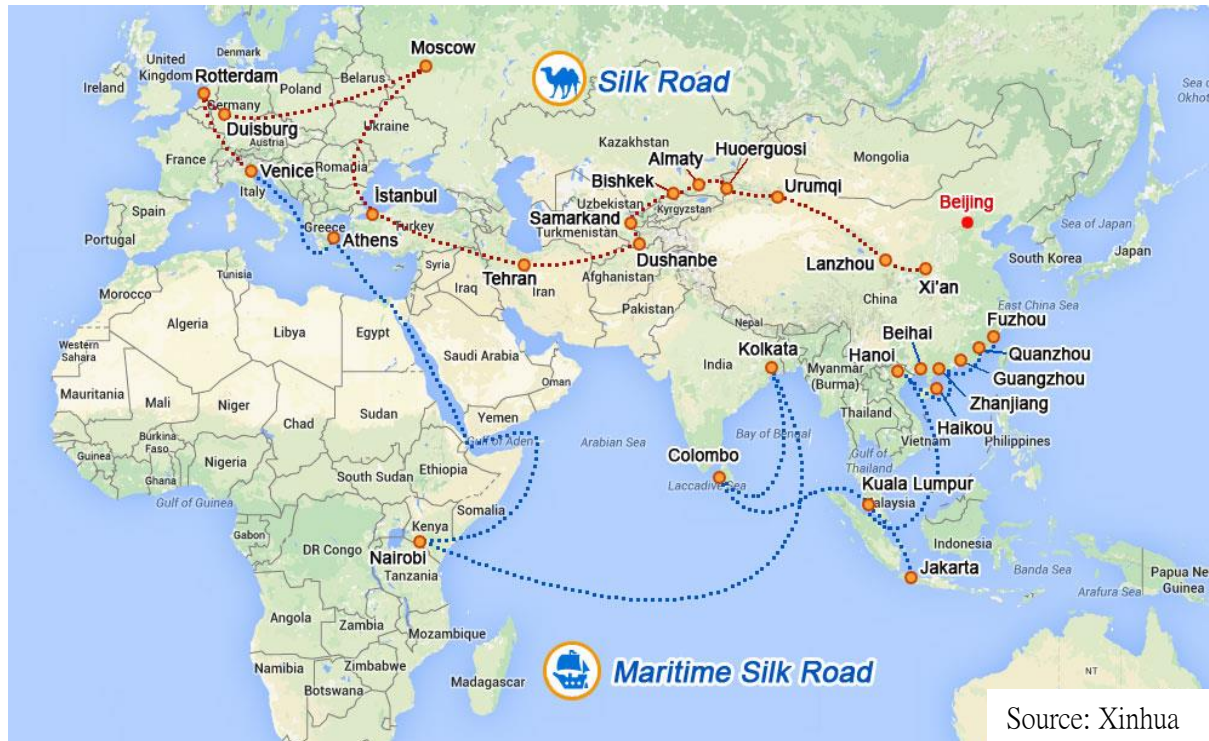 Silk Road
Moscow
Rotterdam
Duisburg
Venice
İstanbul
Athens
Tehran
Samarkand
Dushanbe
Bishkek
Almaty
Huoerguosi
Urumqi
Lanzhou
Xi'an
Beijing
Fuzhou
Quanzhou
Guangzhou
Zhanjiang
Haikou
Beihai
Hanoi
Kolkata
Colombo
Kuala Lumpur
Jakarta
Nairobi
Ireland
United
Kingdom
Denmark
Germany
Poland
Belarus
Ukraine
Austria
France
Romania
Italy
Spain
Portugal
Greece
Turkey
Kazakhstan
Uzbekistan
Kyrgyzstan
Turkmenistan
Mongolia
China
South Korea
Japan
Sea of Japan
Sea of
Okhot
East China Sea
Syria
Iraq
Iran
Afghanistan
Pakistan
Nepal
India
Myanmar
(Burma)
Thailand
Vietnam
Gulf of
Thailand
Philippines
Malaysia
Indonesia
Banda Sea
Arafura Sea
Papua Ne
Guinea
Bay of Bengal
Laccadive Sea
Arabian Sea
Gulf of Aden
Oman
Yemen
Saudi Arabia
Tunisia
Morocco
Algeria
Libya
Egypt
Western
Sahara
Mauritania
Mali
Niger
Chad
Sudan
Burkina
Faso
Guinea
Ghana
Nigeria
Gulf of Guinea
South Sudan
Ethiopia
Somalia
Kenya
Gabon
DR Congo
Tanzania
Angola
Zambia
Mozambique
Namibia
Zimbabwe
Botswana
Madagascar
NT
Maritime Silk Road
Source: Xinhua